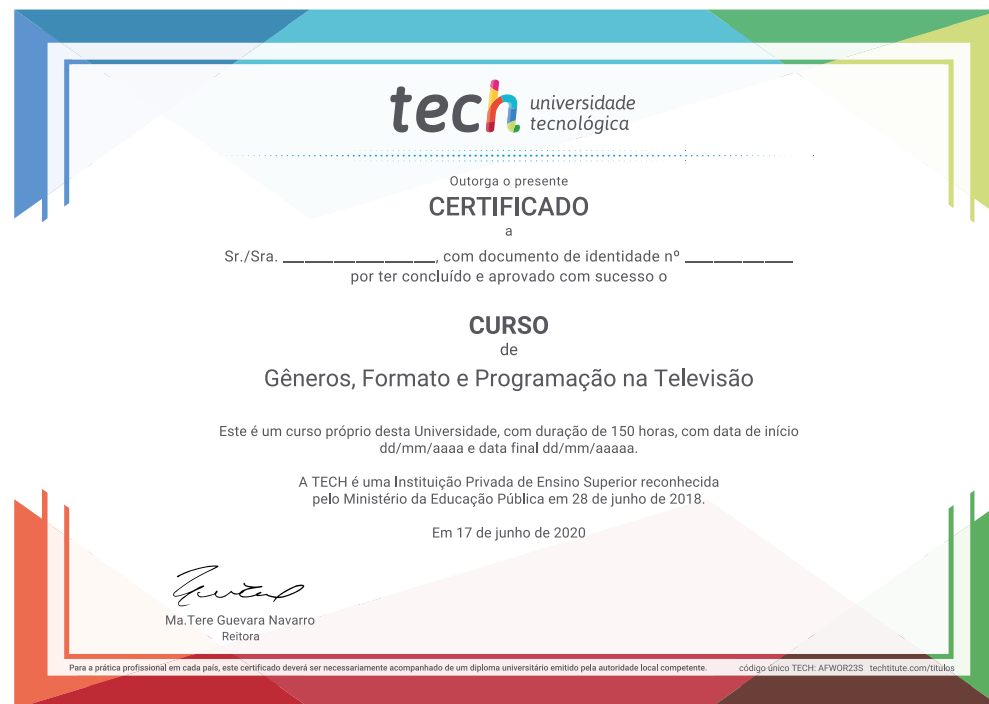 tech universidade
tecnológica
Outorga o presente
CERTIFICADO
a
Sr./Sra. ____________, com documento de identidade nº _________
por ter concluído e aprovado com sucesso o
CURSO
de
Gêneros, Formato e Programação na Televisão
Este é um curso próprio desta Universidade, com duração de 150 horas, com data de início
dd/mm/aaaa e data final dd/mm/aaaaa.
A TECH é uma Instituição Privada de Ensino Superior reconhecida
pelo Ministério da Educação Pública em 28 de junho de 2018.
Em 17 de junho de 2020
Ma.Tere Guevara Navarro
Reitora
Para a prática profissional em cada país, este certificado deverá ser necessariamente acompanhado de um diploma universitário emitido pela autoridade local competente. código único TECH: AFWOR23S techtitute.com/titulos